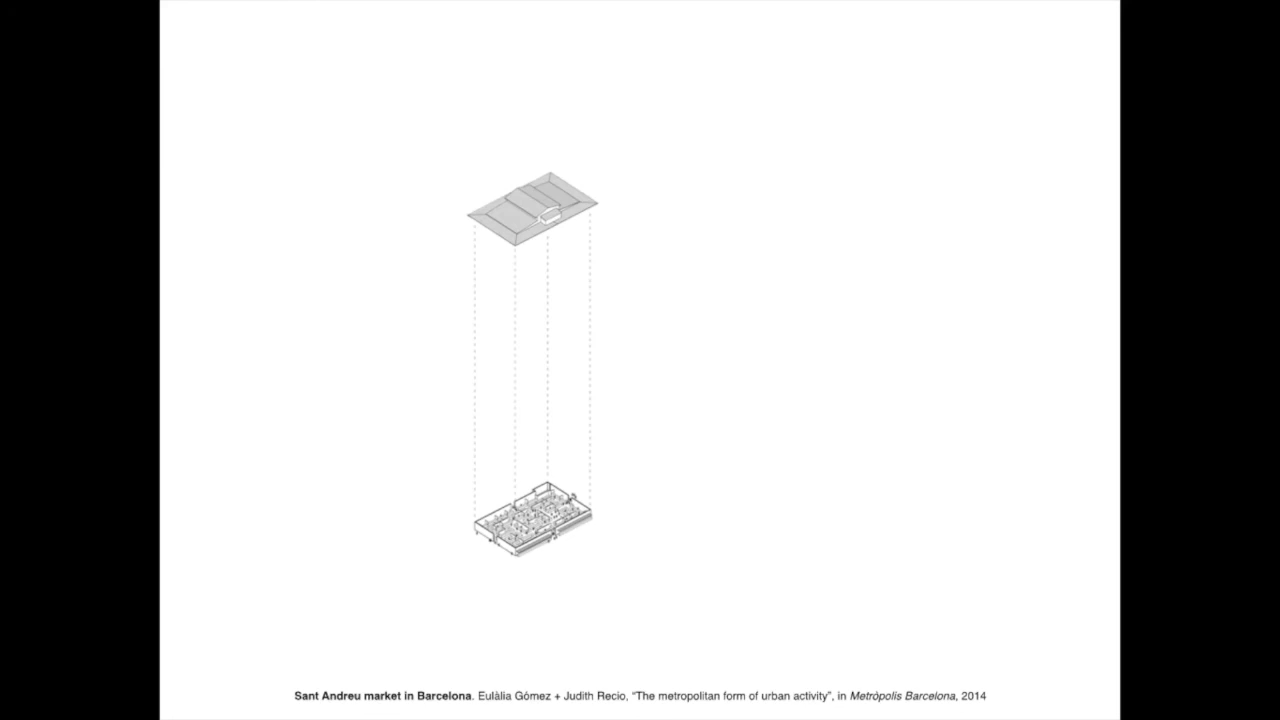 Sant Andreu market in Barcelona. Eulàlia Gómez + Judith Recio, “The metropolitan form of urban activity”, in Metròpolis Barcelona, 2014